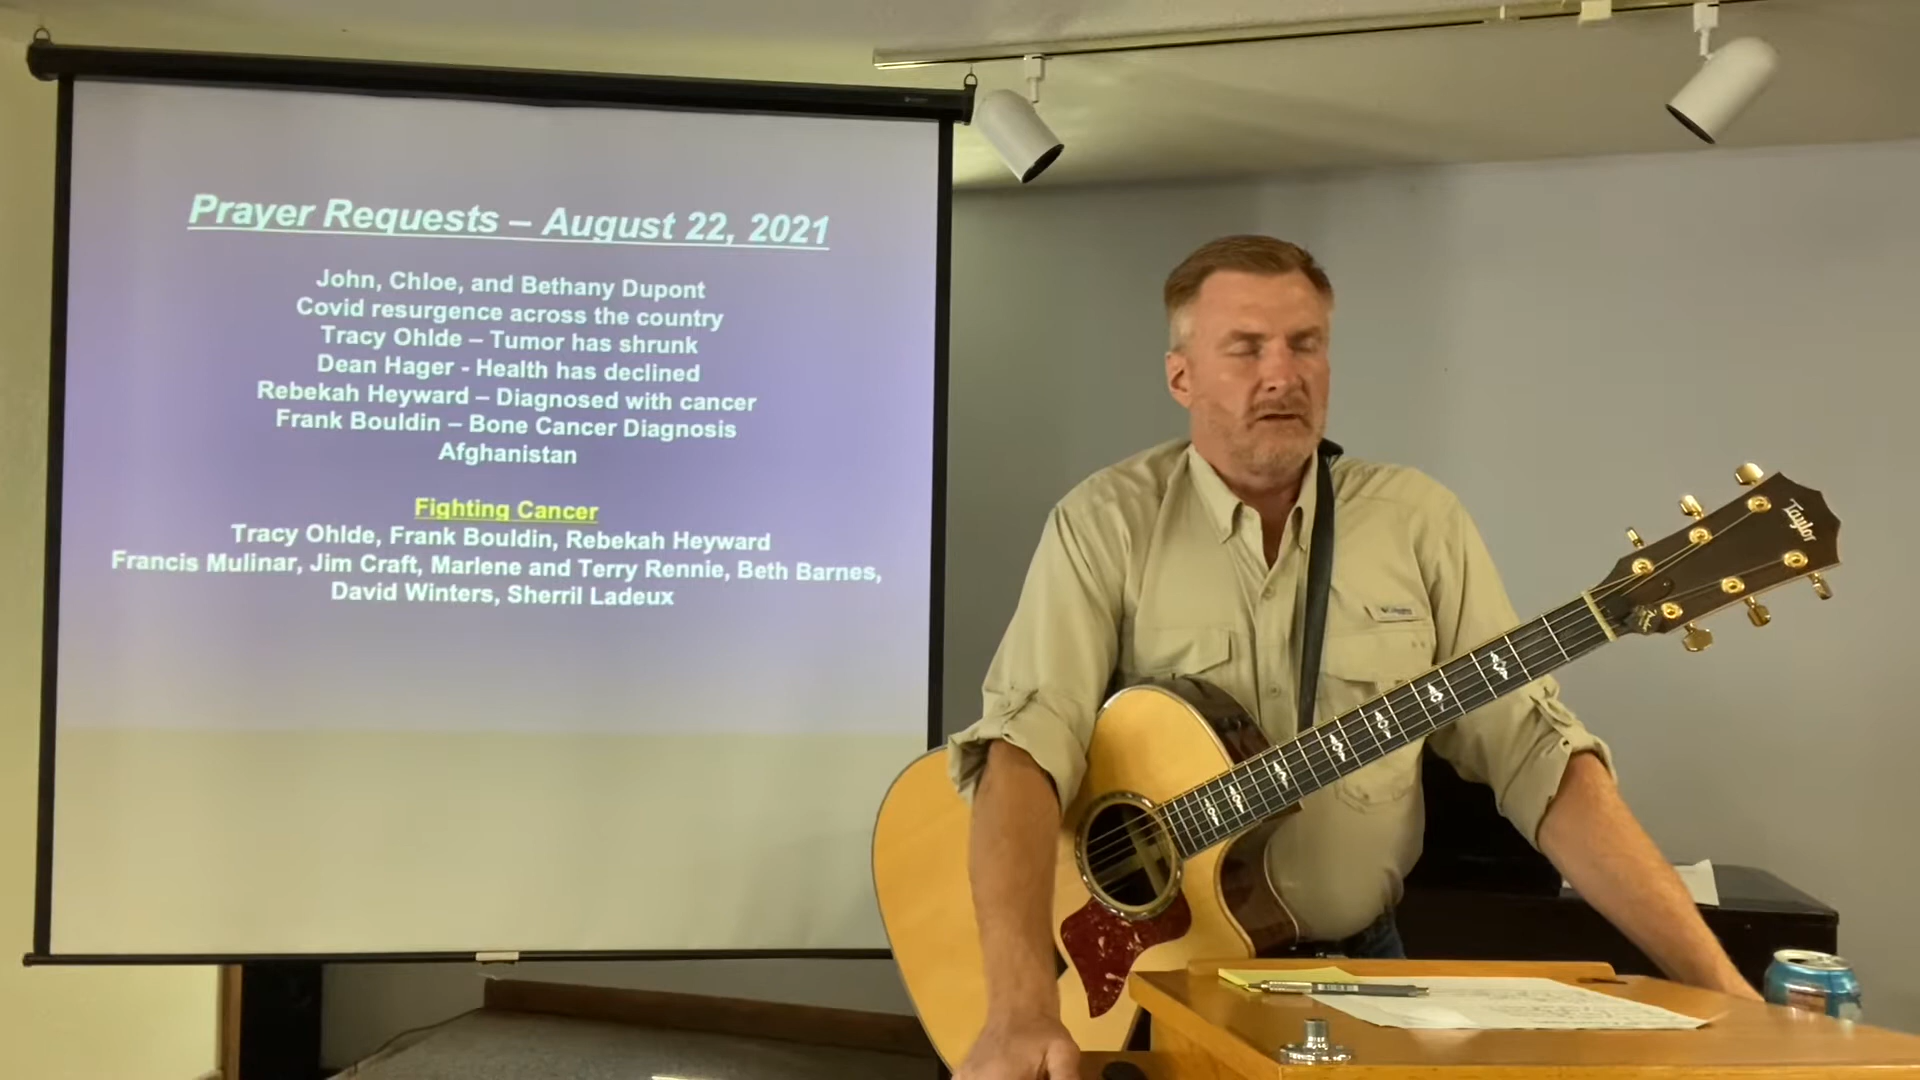 Prayer Requests – August 22, 2021
John, Chloe, and Bethany Dupont
Covid resurgence across the country
Tracy Ohlde – Tumor has shrunk
Dean Hager - Health has declined
Rebekah Heyward – Diagnosed with cancer
Frank Bouldin – Bone Cancer Diagnosis
Afghanistan
Fighting Cancer
Tracy Ohlde, Frank Bouldin, Rebekah Heyward
Francis Mulinar, Jim Craft, Marlene and Terry Rennie, Beth Barnes,
David Winters, Sherril Ladeux
Taylor